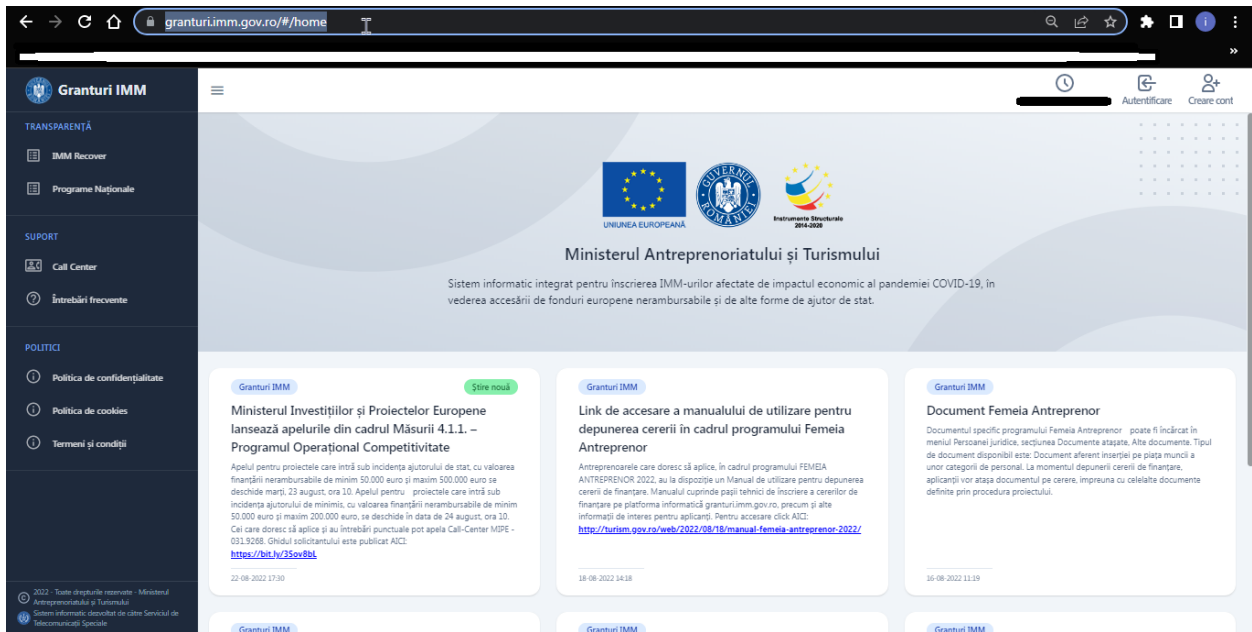 granturi.imm.gov.ro/#/home
Granturi IMM
Autentificare
Creare cont
TRANSPARENȚĂ
IMM Recover
Programe Naționale
SUPORT
Call Center
Întrebări frecvente
POLITICI
Politica de confidențialitate
Politica de cookies
Termeni și condiții
2022 - Toate drepturile rezervate - Ministerul
Antreprenoriatului și Turismului
Sistem informatic dezvoltat de către Serviciul de
Telecomunicații Speciale
UNIUNEA EUROPEANĂ
GUVERNUL ROMÂNIEI
Instrumente Structurale
2014-2020
Ministerul Antreprenoriatului și Turismului
Sistem informatic integrat pentru înscrierea IMM-urilor afectate de impactul economic al pandemiei COVID-19, în
vederea accesării de fonduri europene nerambursabile și de alte forme de ajutor de stat.
Granturi IMM
Știre nouă
Ministerul Investițiilor și Proiectelor Europene
lansează apelurile din cadrul Măsurii 4.1.1. –
Programul Operațional Competitivitate
Apelul pentru proiectele care intră sub incidența ajutorului de stat, cu valoarea
finanțării nerambursabile de minim 50.000 euro și maxim 500.000 euro se
deschide marți, 23 august, ora 10. Apelul pentru proiectele care intră sub
incidența ajutorului de minimis, cu valoarea finanțării nerambursabile de minim
50.000 euro și maxim 200.000 euro, se deschide în data de 24 august, ora 10.
Cei care doresc să aplice și au întrebări punctuale pot apela Call-Center MIPE -
031.9268. Ghidul solicitantului este publicat AICI:
https://bit.ly/3Sov8bL
22-08-2022 17:30
Granturi IMM
Link de accesare a manualului de utilizare pentru
depunerea cererii în cadrul programului Femeia
Antreprenor
Antreprenoarele care doresc să aplice, în cadrul programului FEMEIA
ANTREPRENOR 2022, au la dispoziție un Manual de utilizare pentru depunerea
cererii de finanțare. Manualul cuprinde pașii tehnici de înscriere a cererilor de
finanțare pe platforma informatică granturi.imm.gov.ro, precum și alte
informații de interes pentru aplicanți. Pentru accesare click AICI:
http://turism.gov.ro/web/2022/08/18/manual-femeia-antreprenor-2022/
18-08-2022 14:18
Granturi IMM
Document Femeia Antreprenor
Documentul specific programului Femeia Antreprenor poate fi încărcat în
meniul Persoanei juridice, secțiunea Documente atașate, Alte documente, Tipul
de document disponibil este: Document aferent inserției pe piața muncii a
unor categorii de personal. La momentul depunerii cererii de finanțare,
aplicanții vor atașa documentul pe cerere, impreuna cu celelalte documente
definite prin procedura proiectului.
16-08-2022 11:19
Granturi IMM
Granturi IMM
Granturi IMM